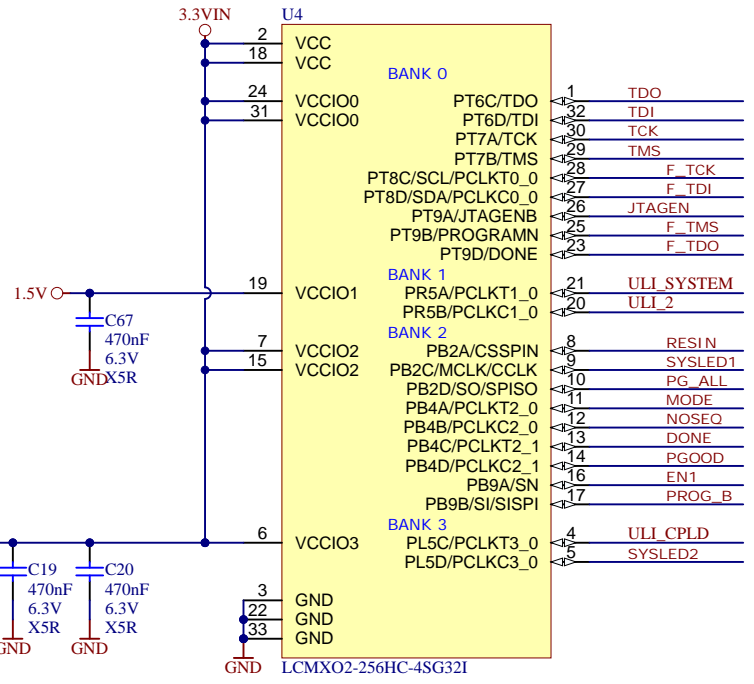 3.3VIN
U4
2 VCC
18 VCC
BANK 0
24 VCCIO0
31 VCCIO0
PT6C/TDO 1 TDO
PT6D/TDI 32 TDI
PT7A/TCK 30 TCK
PT7B/TMS 29 TMS
PT8C/SCL/PCLKT0_0 28 F_TCK
PT8D/SDA/PCLKC0_0 27 F_TDI
PT9A/JTAGENB 26 JTAGEN
PT9B/PROGRAMN 25 F_TMS
PT9D/DONE 23 F_TDO
BANK 1
1.5V 19 VCCIO1 PR5A/PCLKT1_0 21 ULI_SYSTEM
PR5B/PCLKC1_0 20 ULI_2
C67
470nF
6.3V
X5R
GND
BANK 2
7 VCCIO2 PB2A/CSSPIN 8 RESIN
15 VCCIO2 PB2C/MCLK/CCLK 9 SYSLED1
PB2D/SO/SPISO 10 PG_ALL
PB4A/PCLKT2_0 11 MODE
PB4B/PCLKC2_0 12 NOSEQ
PB4C/PCLKT2_1 13 DONE
PB4D/PCLKC2_1 14 PGOOD
PB9A/SN 16 EN1
PB9B/SI/SISPI 17 PROG_B
BANK 3
6 VCCIO3 PL5C/PCLKT3_0 4 ULI_CPLD
PL5D/PCLKC3_0 5 SYSLED2
C19
470nF
6.3V
X5R
GND
C20
470nF
6.3V
X5R
GND
3 GND
22 GND
33 GND
GND
LCMXO2-256HC-4SG32I